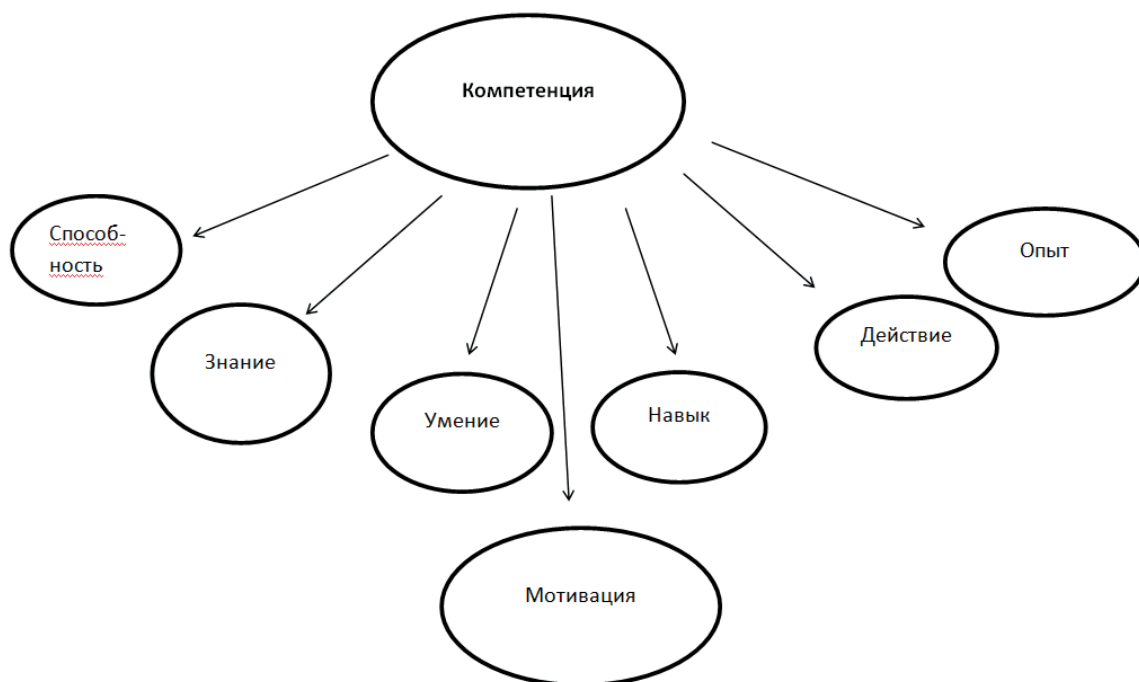 Компетенция
Способ-
ность
Опыт
Знание
Действие
Умение
Навык
Мотивация